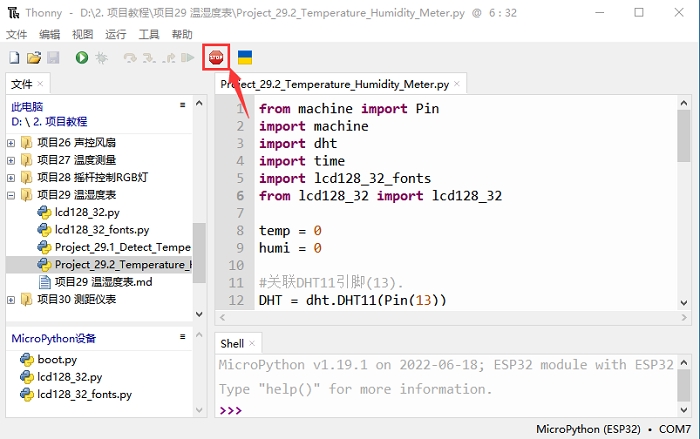 Thonny - D:\2. 项目教程\项目29 温湿度表\Project_29.2_Temperature_Humidity_Meter.py @ 6 : 32
文件 编辑 视图 运行 工具 帮助
STOP
文件
此电脑
D: \ 2. 项目教程
项目26 声控风扇
项目27 温度测量
项目28 摇杆控制RGB灯
项目29 温湿度表
lcd128_32.py
lcd128_32_fonts.py
Project_29.1_Detect_Tempe
Project_29.2_Temperature_H
项目29 温湿度表.md
项目30 测距仪表
MicroPython设备
boot.py
lcd128_32.py
lcd128_32_fonts.py
Project_29.2_Temperature_Humidity_Meter.py
1 from machine import Pin
2 import machine
3 import dht
4 import time
5 import lcd128_32_fonts
6 from lcd128_32 import lcd128_32
7
8 temp = 0
9 humi = 0
10
11 #关联DHT11引脚(13).
12 DHT = dht.DHT11(Pin(13))
Shell
MicroPython v1.19.1 on 2022-06-18; ESP32 module with ESP32
Type "help()" for more information.
>>>
MicroPython (ESP32) • COM7